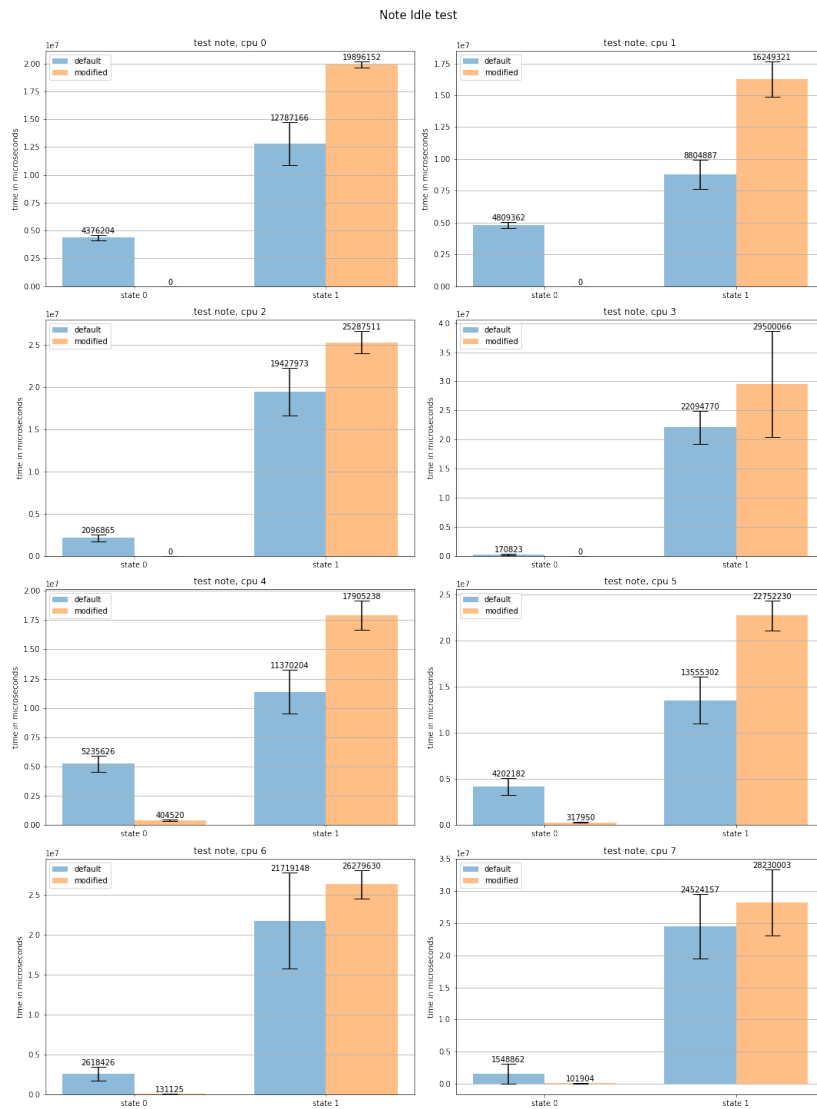 Note Idle test
test note, cpu 0
1e7
default
modified
time in microseconds
2.00
1.75
1.50
1.25
1.00
0.75
0.50
0.25
0.00
4376204
0
12787166
19896152
state 0
state 1
test note, cpu 1
1e7
default
modified
time in microseconds
1.75
1.50
1.25
1.00
0.75
0.50
0.25
0.00
4809362
0
8804887
16249321
state 0
state 1
test note, cpu 2
1e7
default
modified
time in microseconds
2.5
2.0
1.5
1.0
0.5
0.0
2096865
0
19427973
25287511
state 0
state 1
test note, cpu 3
1e7
default
modified
time in microseconds
4.0
3.5
3.0
2.5
2.0
1.5
1.0
0.5
0.0
170823
0
22094770
29500066
state 0
state 1
test note, cpu 4
1e7
default
modified
time in microseconds
2.00
1.75
1.50
1.25
1.00
0.75
0.50
0.25
0.00
5235626
404520
11370204
17905238
state 0
state 1
test note, cpu 5
1e7
default
modified
time in microseconds
2.5
2.0
1.5
1.0
0.5
0.0
4202182
317950
13555302
22752230
state 0
state 1
test note, cpu 6
1e7
default
modified
time in microseconds
2.5
2.0
1.5
1.0
0.5
0.0
2618426
131125
21719148
26279630
state 0
state 1
test note, cpu 7
1e7
default
modified
time in microseconds
3.5
3.0
2.5
2.0
1.5
1.0
0.5
0.0
1548862
101904
24524157
28230003
state 0
state 1